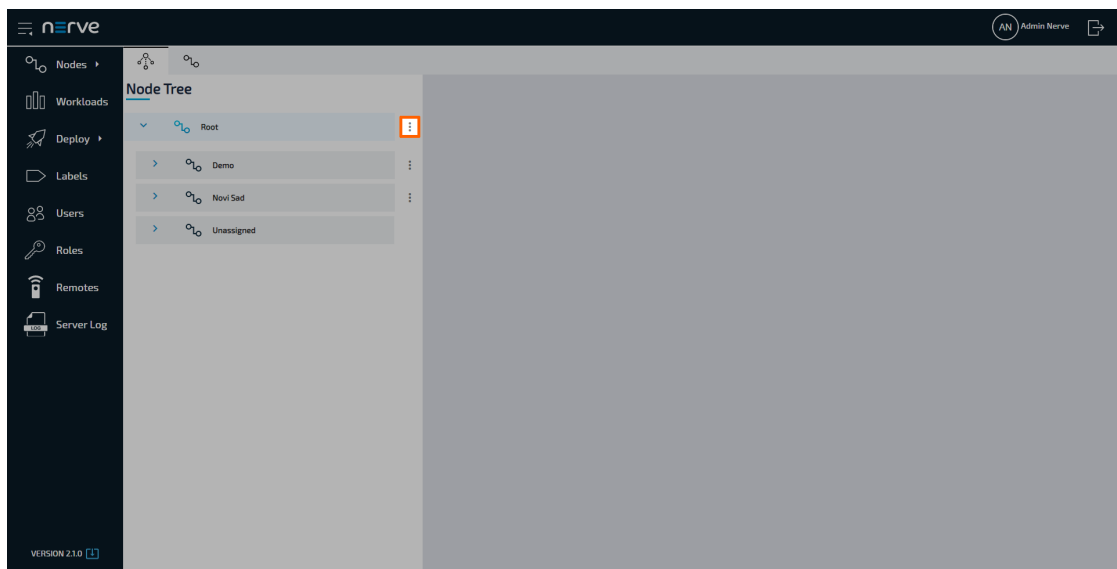 nerve
AN Admin Nerve
Nodes
Workloads
Deploy
Labels
Users
Roles
Remotes
LOG Server Log
VERSION 2.1.0
Node Tree
Root
Demo
Novi Sad
Unassigned